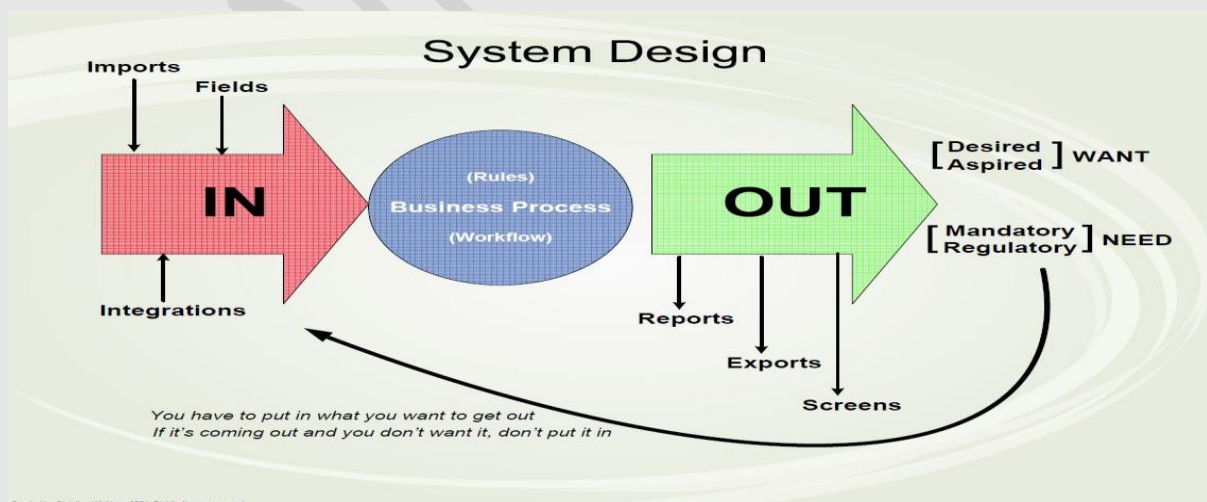 System Design
Imports
Fields
IN
Integrations
(Rules)
Business Process
(Workflow)
OUT
Reports
Exports
Screens
[ Desired
Aspired ] WANT
[ Mandatory
Regulatory ] NEED
You have to put in what you want to get out
If it's coming out and you don't want it, don't put it in